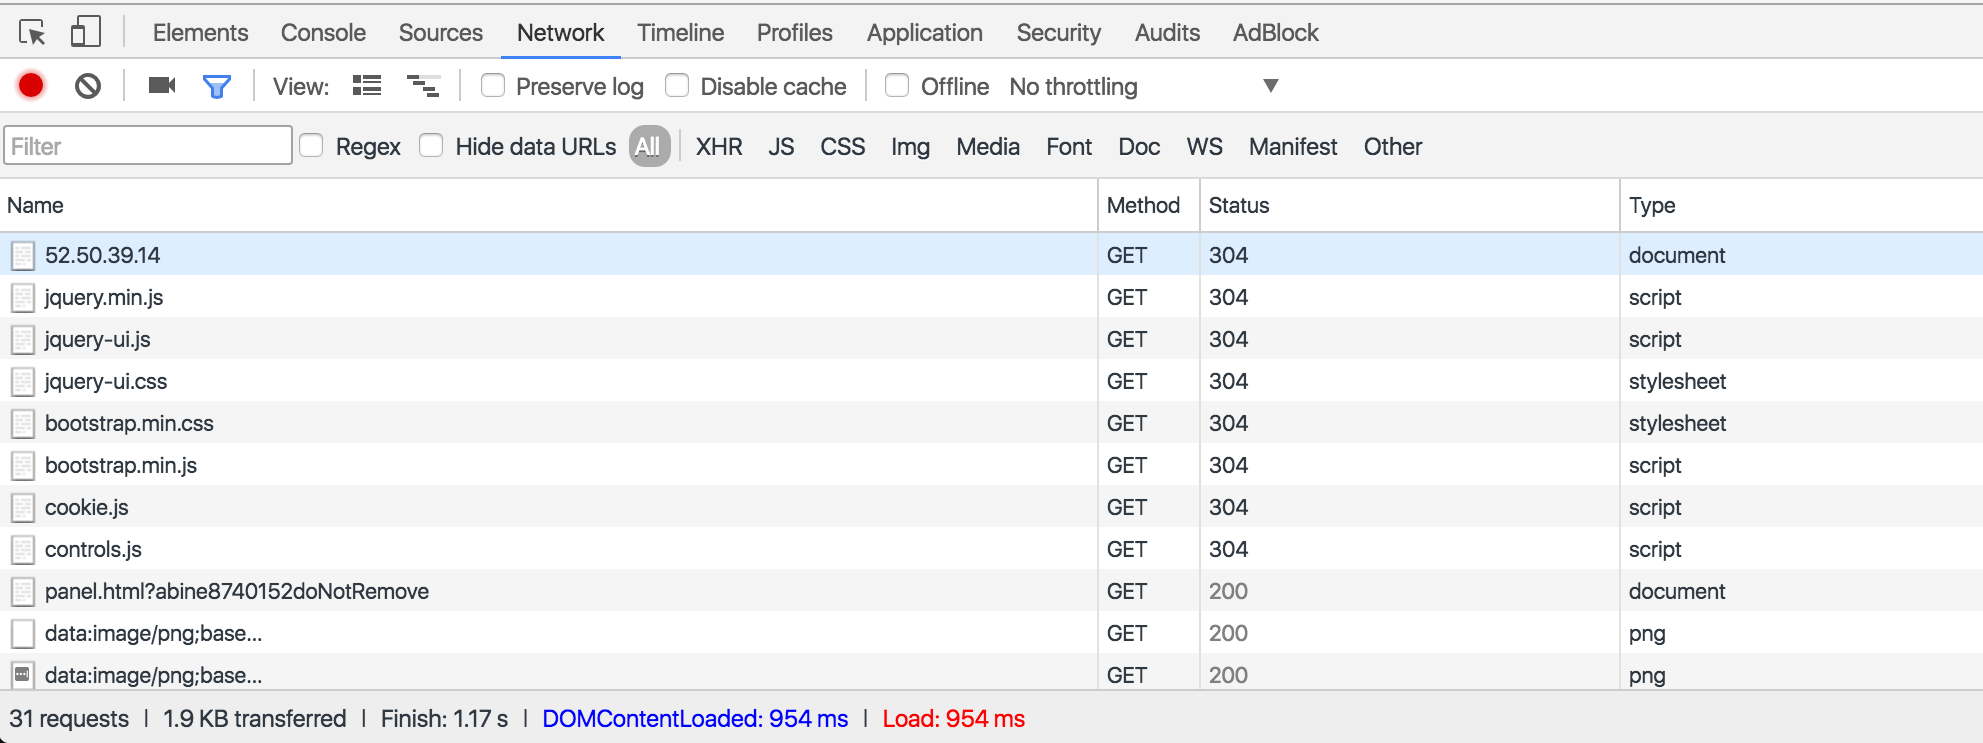 Elements Console Sources Network Timeline Profiles Application Security Audits AdBlock
View: Preserve log Disable cache Offline No throttling
Filter Regex Hide data URLs All XHR JS CSS Img Media Font Doc WS Manifest Other
Name Method Status Type
52.50.39.14 GET 304 document
jquery.min.js GET 304 script
jquery-ui.js GET 304 script
jquery-ui.css GET 304 stylesheet
bootstrap.min.css GET 304 stylesheet
bootstrap.min.js GET 304 script
cookie.js GET 304 script
controls.js GET 304 script
panel.html?abine8740152doNotRemove GET 200 document
data:image/png;base... GET 200 png
data:image/png;base... GET 200 png
31 requests | 1.9 KB transferred | Finish: 1.17 s | DOMContentLoaded: 954 ms | Load: 954 ms